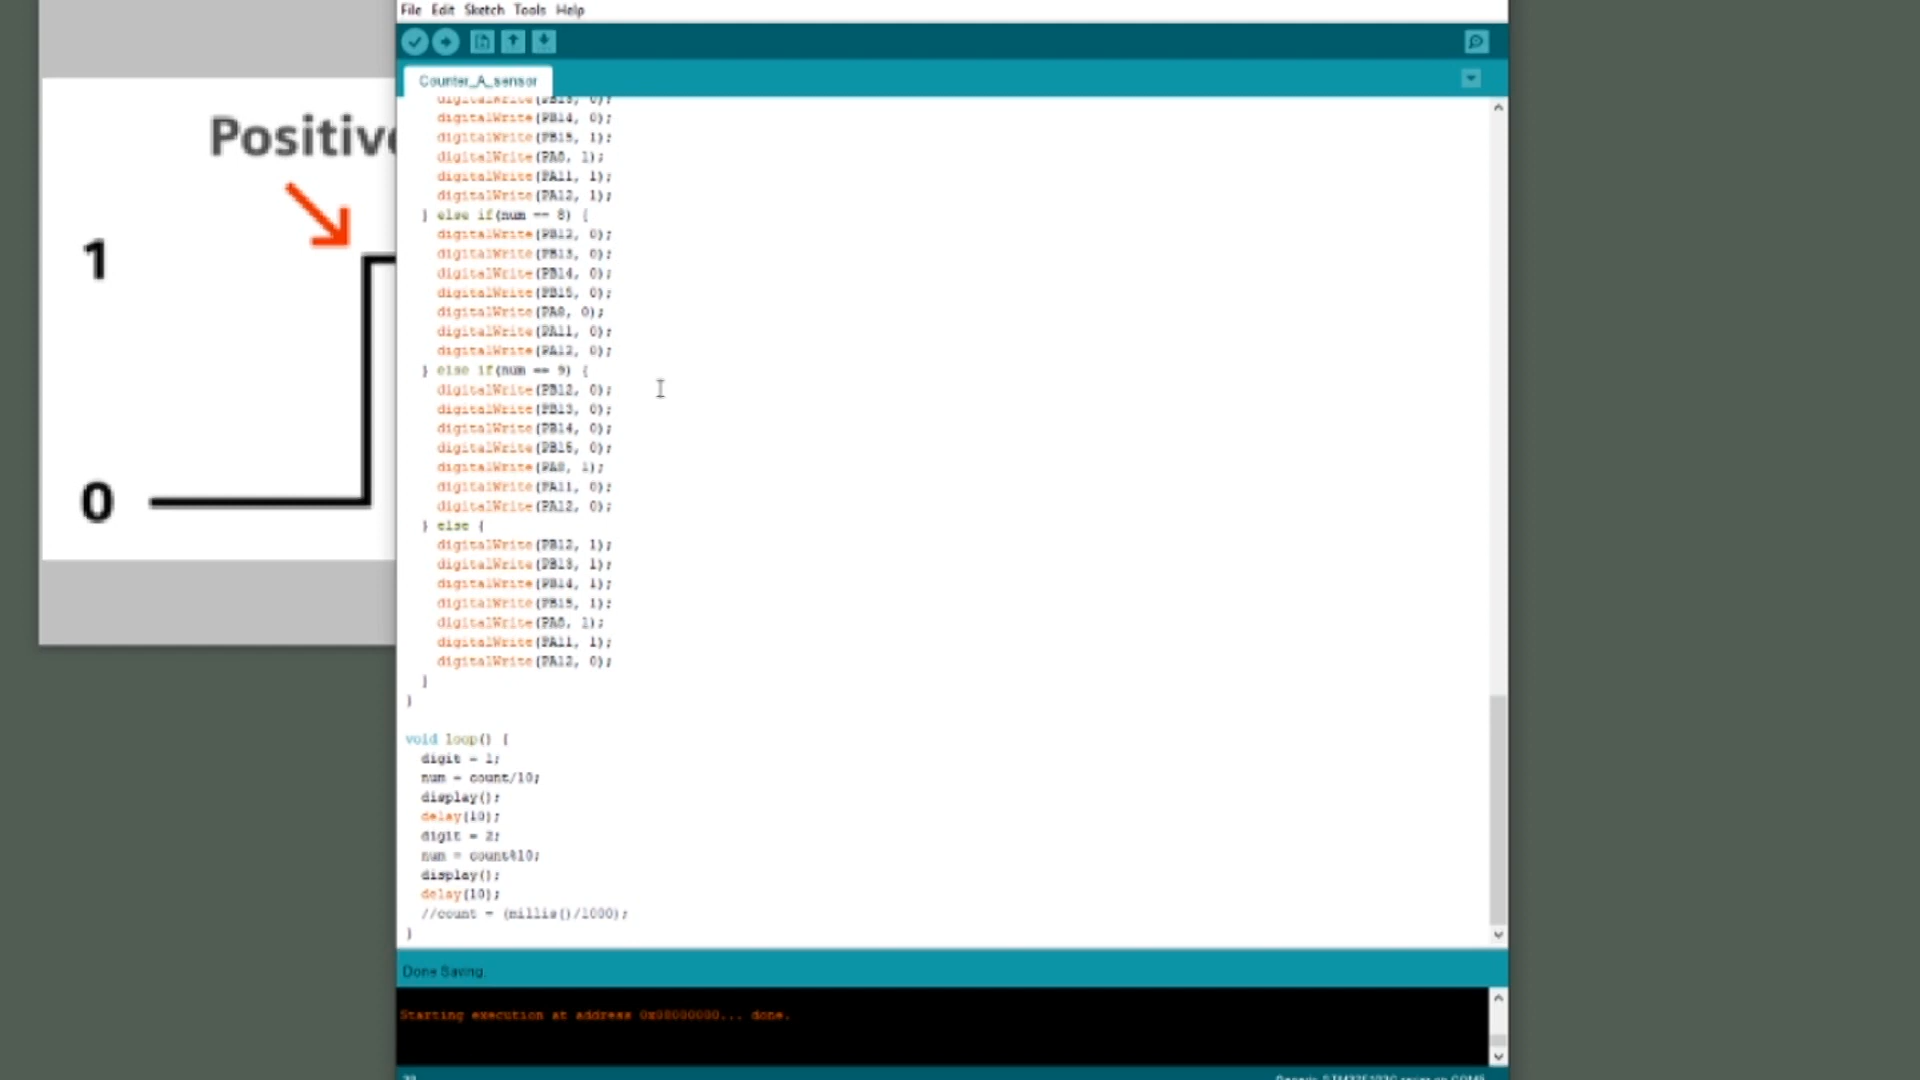 File Edit Sketch Tools Help
Counter_A_sensor
Positive
1
0
digitalWrite(PB13, 0);
digitalWrite(PB14, 0);
digitalWrite(PB15, 1);
digitalWrite(PA8, 1);
digitalWrite(PA11, 1);
digitalWrite(PA12, 1);
} else if(num == 8) {
digitalWrite(PB12, 0);
digitalWrite(PB13, 0);
digitalWrite(PB14, 0);
digitalWrite(PB15, 0);
digitalWrite(PA8, 0);
digitalWrite(PA11, 0);
digitalWrite(PA12, 0);
} else if(num == 9) {
digitalWrite(PB12, 0);
digitalWrite(PB13, 0);
digitalWrite(PB14, 0);
digitalWrite(PB15, 0);
digitalWrite(PA8, 1);
digitalWrite(PA11, 0);
digitalWrite(PA12, 0);
} else {
digitalWrite(PB12, 1);
digitalWrite(PB13, 1);
digitalWrite(PB14, 1);
digitalWrite(PB15, 1);
digitalWrite(PA8, 1);
digitalWrite(PA11, 1);
digitalWrite(PA12, 0);
}
}
void loop() {
digit = 1;
num = count/10;
display();
delay(10);
digit = 2;
num = count%10;
display();
delay(10);
//count = (millis()/1000);
}
Done Saving.
Starting execution at address 0x08000000... done.